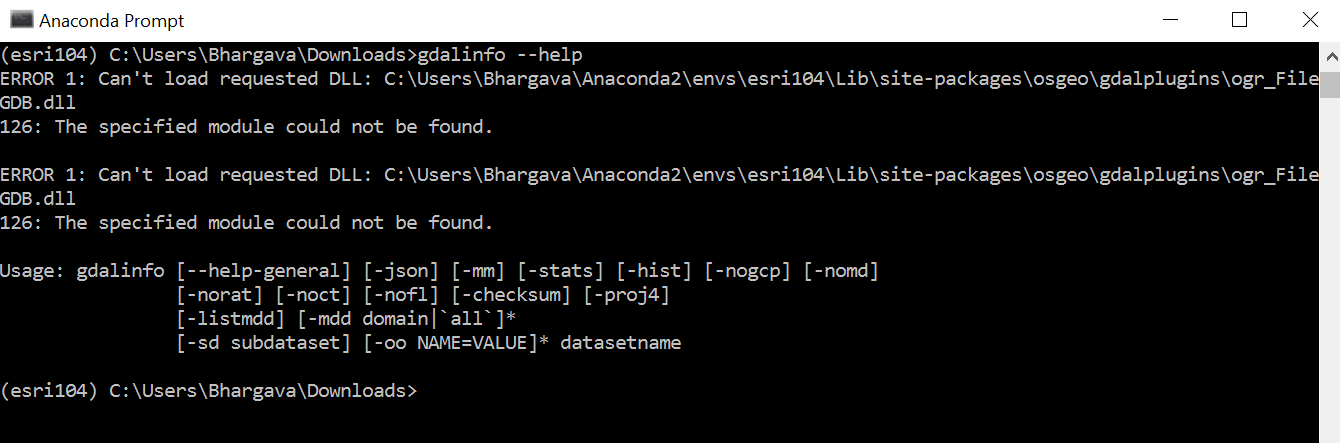 Anaconda Prompt
(esri104) C:\Users\Bhargava\Downloads>gdalinfo --help
ERROR 1: Can't load requested DLL: C:\Users\Bhargava\Anaconda2\envs\esri104\Lib\site-packages\osgeo\gdalplugins\ogr_File
GDB.dll
126: The specified module could not be found.
ERROR 1: Can't load requested DLL: C:\Users\Bhargava\Anaconda2\envs\esri104\Lib\site-packages\osgeo\gdalplugins\ogr_File
GDB.dll
126: The specified module could not be found.
Usage: gdalinfo [--help-general] [-json] [-mm] [-stats] [-hist] [-nogcp] [-nomd]
[-norat] [-noct] [-nofl] [-checksum] [-proj4]
[-listmdd] [-mdd domain|`all`]*
[-sd subdataset] [-oo NAME=VALUE]* datasetname
(esri104) C:\Users\Bhargava\Downloads>